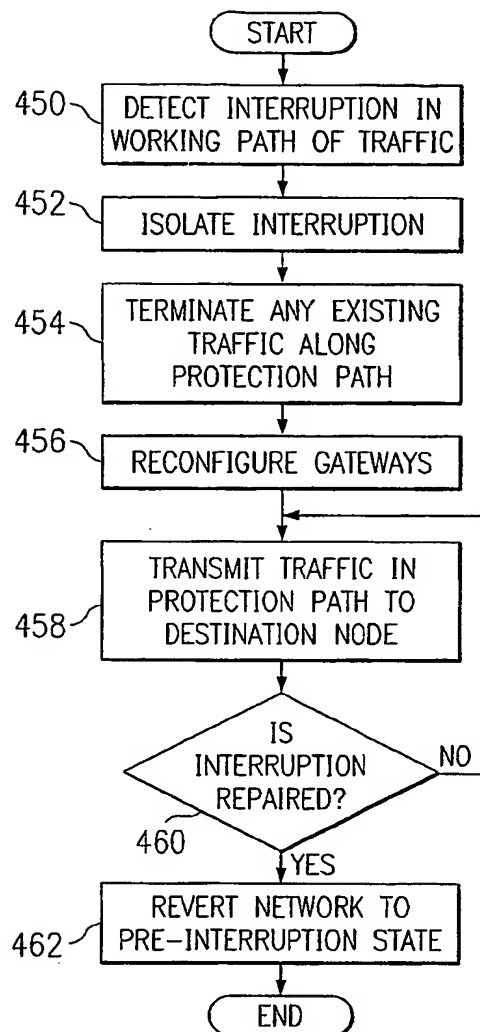 START
450
DETECT INTERRUPTION IN
WORKING PATH OF TRAFFIC
452
ISOLATE INTERRUPTION
454
TERMINATE ANY EXISTING
TRAFFIC ALONG
PROTECTION PATH
456
RECONFIGURE GATEWAYS
458
TRANSMIT TRAFFIC IN
PROTECTION PATH TO
DESTINATION NODE
IS
INTERRUPTION
REPAIRED?
NO
460
YES
462
REVERT NETWORK TO
PRE-INTERRUPTION STATE
END